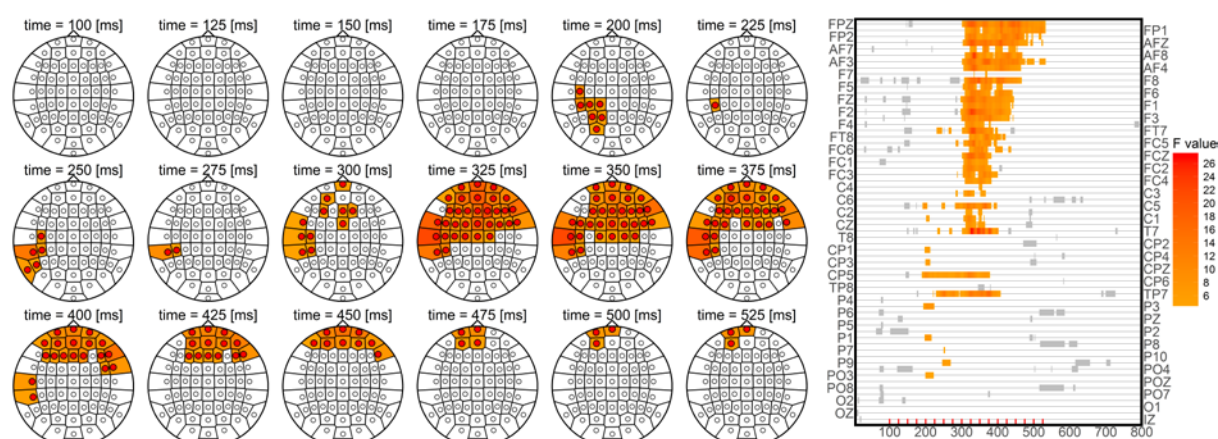 time = 100 [ms]
time = 125 [ms]
time = 150 [ms]
time = 175 [ms]
time = 200 [ms]
time = 225 [ms]
time = 250 [ms]
time = 275 [ms]
time = 300 [ms]
time = 325 [ms]
time = 350 [ms]
time = 375 [ms]
time = 400 [ms]
time = 425 [ms]
time = 450 [ms]
time = 475 [ms]
time = 500 [ms]
time = 525 [ms]
FPZ
FP1
FP2
AFZ
AF7
AF8
AF3
AF4
F7
F8
F5
F6
FZ
F1
F2
F3
F4
FT7
FT8
FC5
FC6
FCZ
FC1
FC2
FC3
FC4
C4
C3
C6
C5
C2
C1
CZ
T7
T8
CP2
CP1
CP4
CP3
CPZ
CP5
CP6
TP8
TP7
P4
P3
P6
PZ
P5
P2
P1
P8
P7
P10
P9
PO4
PO3
POZ
PO8
PO7
O2
O1
OZ
IZ
100 200 300 400 500 600 700 800
F values
26
24
22
20
18
16
14
12
10
8
6